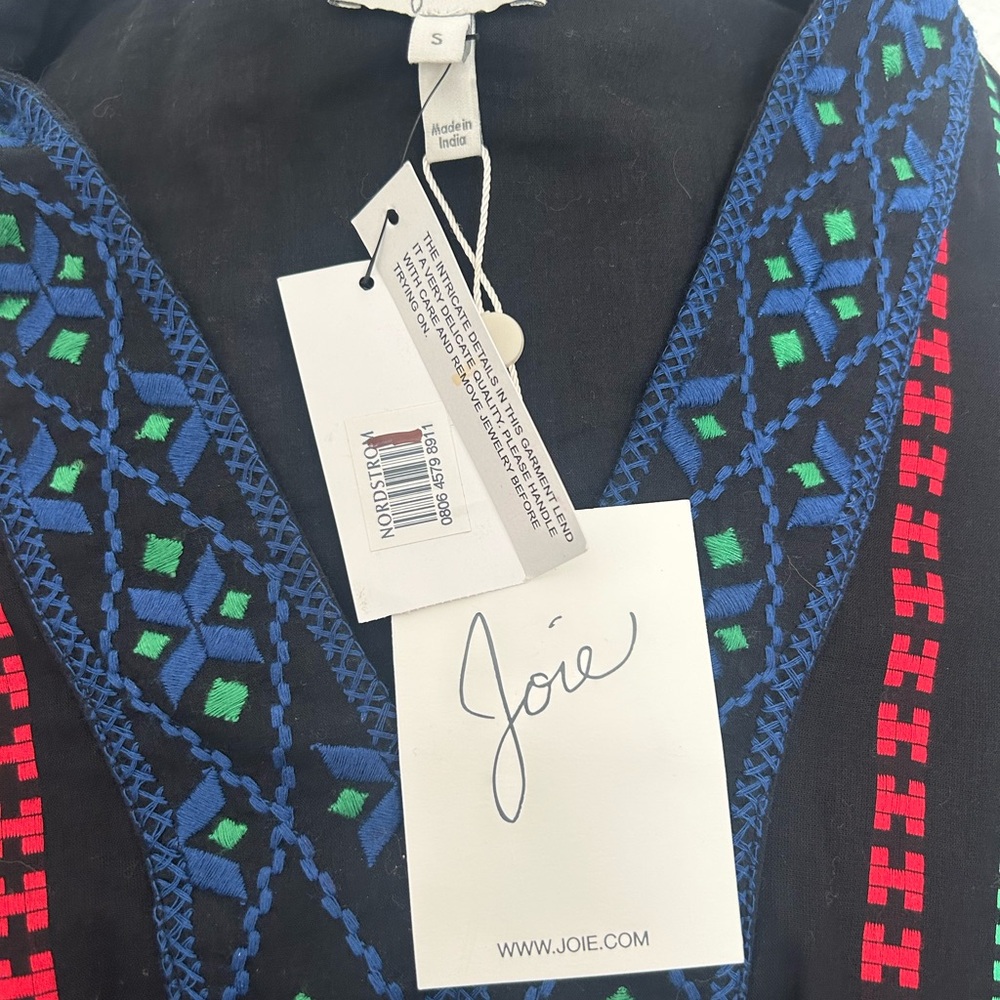 S
Made in
India
THE INTRICATE DETAILS IN THIS GARMENT LEND
IT A VERY DELICATE QUALITY. PLEASE HANDLE
WITH CARE AND REMOVE JEWELRY BEFORE
TRYING ON.
NORDSTROM
0806 4579 8911
Joie
WWW.JOIE.COM